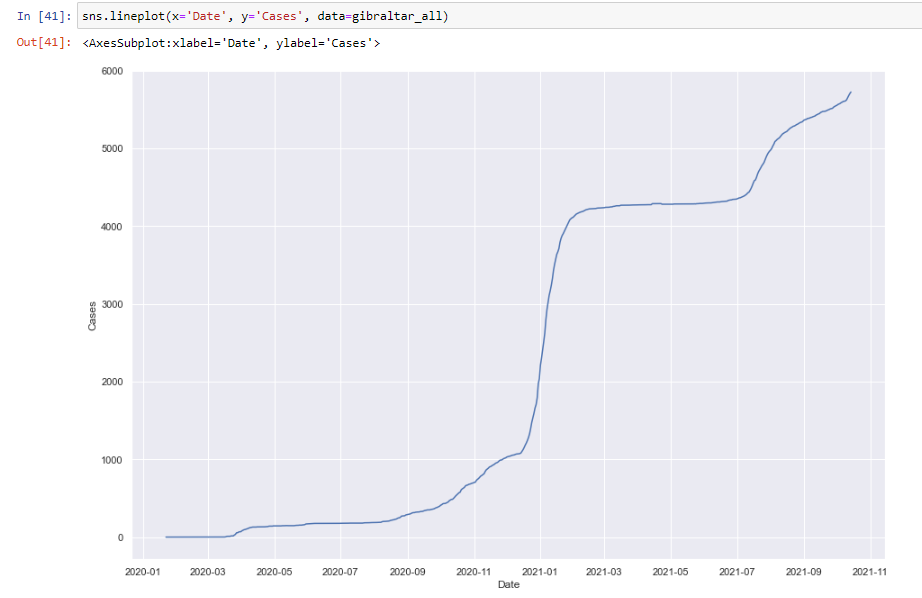 In [41]: sns.lineplot(x='Date', y='Cases', data=gibraltar_all)
Out[41]: <AxesSubplot:xlabel='Date', ylabel='Cases'>
6000
5000
4000
3000
2000
1000
0
Cases
2020-01 2020-03 2020-05 2020-07 2020-09 2020-11 2021-01 2021-03 2021-05 2021-07 2021-09 2021-11
Date